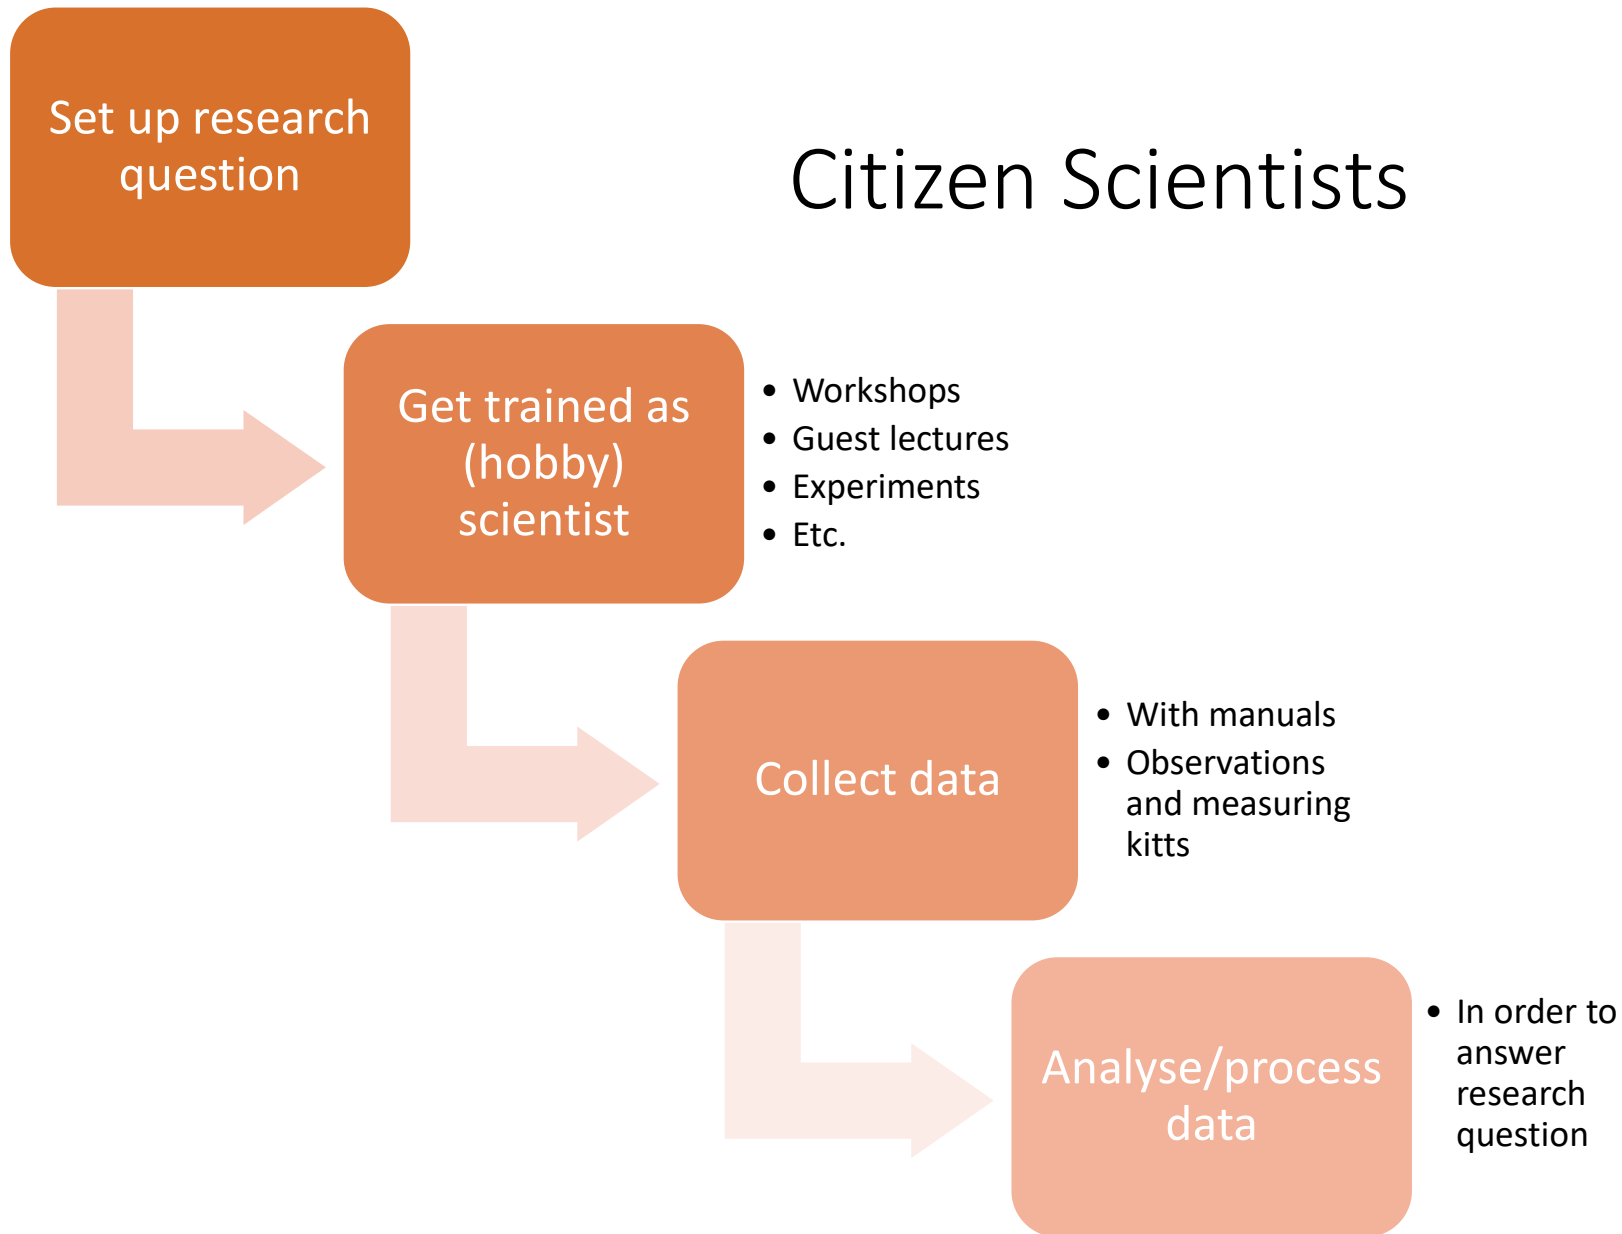 Set up research
question
Citizen Scientists
Get trained as
(hobby)
scientist
• Workshops
• Guest lectures
• Experiments
• Etc.
Collect data
• With manuals
• Observations
and measuring
kitts
Analyse/process
data
• In order to
answer
research
question